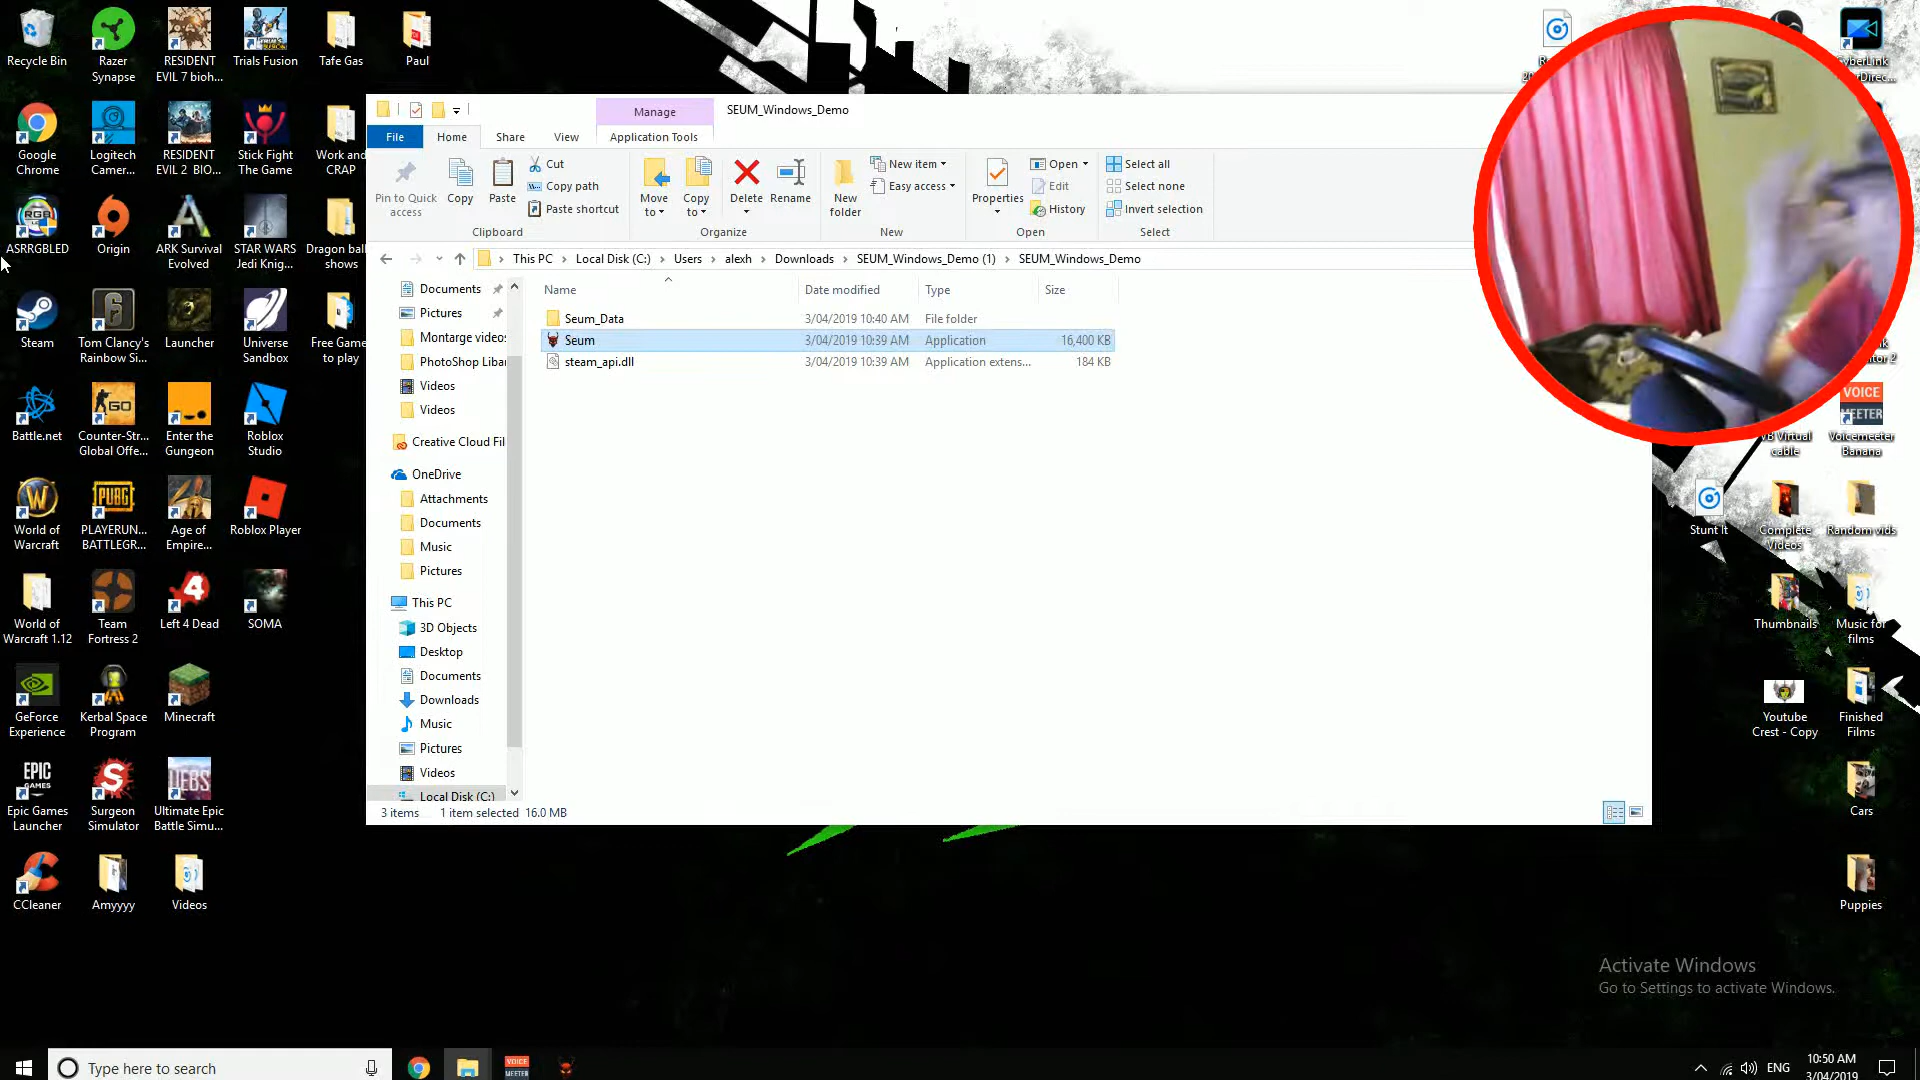 Recycle Bin
Razer Synapse
RESIDENT EVIL 7 bioh...
Trials Fusion
Tafe Gas
Paul
Google Chrome
Logitech Camer...
RESIDENT EVIL 2 BIO...
Stick Fight The Game
Work and CRAP
ASRRGBLED
Origin
ARK Survival Evolved
STAR WARS Jedi Knig...
Dragon ball shows
Steam
Tom Clancy's Rainbow Si...
Launcher
Universe Sandbox
Free Game to play
Battle.net
Counter-Str... Global Offe...
Enter the Gungeon
Roblox Studio
World of Warcraft
PLAYERUN... BATTLEGR...
Age of Empire...
Roblox Player
World of Warcraft 1.12
Team Fortress 2
Left 4 Dead
SOMA
GeForce Experience
Kerbal Space Program
Minecraft
Epic Games Launcher
Surgeon Simulator
Ultimate Epic Battle Simu...
CCleaner
Amyyyy
Videos
Manage
SEUM_Windows_Demo
File
Home
Share
View
Application Tools
Pin to Quick access
Copy
Paste
Cut
Copy path
Paste shortcut
Clipboard
Move to
Copy to
Delete
Rename
Organize
New folder
New item
Easy access
New
Properties
Open
Edit
History
Open
Select all
Select none
Invert selection
Select
This PC > Local Disk (C:) > Users > alexh > Downloads > SEUM_Windows_Demo (1) > SEUM_Windows_Demo
Name Date modified Type Size
Seum_Data 3/04/2019 10:40 AM File folder
Seum 3/04/2019 10:39 AM Application 16,400 KB
steam_api.dll 3/04/2019 10:39 AM Application extens... 184 KB
Documents
Pictures
Montarge videos
PhotoShop Libar
Videos
Videos
Creative Cloud Fil
OneDrive
Attachments
Documents
Music
Pictures
This PC
3D Objects
Desktop
Documents
Downloads
Music
Pictures
Videos
Local Disk (C:)
3 items 1 item selected 16.0 MB
VB Virtual cable
VOICE MEETER
Voicemeeter Banana
Stunt It
Complete Videos
Random vids
Thumbnails
Music for films
Youtube Crest - Copy
Finished Films
Cars
Puppies
Activate Windows
Go to Settings to activate Windows.
Type here to search
VOICE MEETER
ENG
10:50 AM
3/04/2019